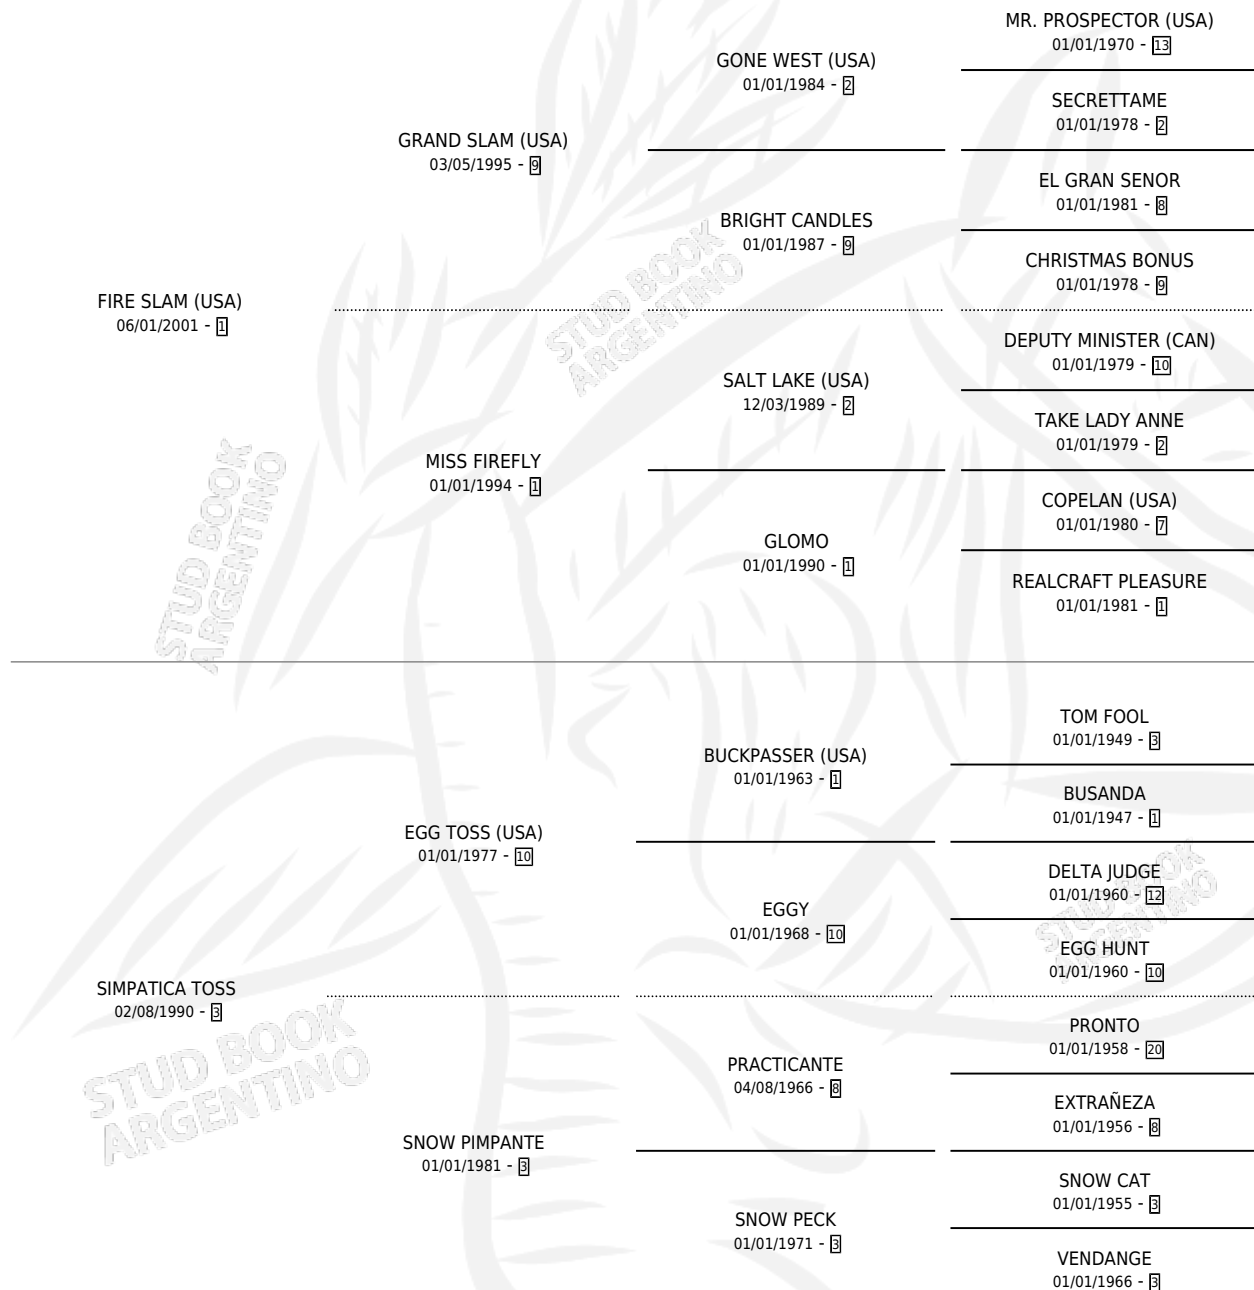 MR. PROSPECTOR (USA)
01/01/1970 - 13
GONE WEST (USA)
01/01/1984 - 2
SECRETTAME
01/01/1978 - 2
GRAND SLAM (USA)
03/05/1995 - 9
EL GRAN SENOR
01/01/1981 - 8
BRIGHT CANDLES
01/01/1987 - 9
CHRISTMAS BONUS
01/01/1978 - 9
STUD BOOK
ARGENTINO
FIRE SLAM (USA)
06/01/2001 - 1
DEPUTY MINISTER (CAN)
01/01/1979 - 10
SALT LAKE (USA)
12/03/1989 - 2
TAKE LADY ANNE
01/01/1979 - 2
MISS FIREFLY
01/01/1994 - 1
COPELAN (USA)
01/01/1980 - 7
GLOMO
01/01/1990 - 1
REALCRAFT PLEASURE
01/01/1981 - 1
STUD BOOK
ARGENTINO
TOM FOOL
01/01/1949 - 3
BUCKPASSER (USA)
01/01/1963 - 1
BUSANDA
01/01/1947 - 1
EGG TOSS (USA)
01/01/1977 - 10
DELTA JUDGE
01/01/1960 - 12
EGGY
01/01/1968 - 10
EGG HUNT
01/01/1960 - 10
STUD BOOK
ARGENTINO
SIMPATICA TOSS
02/08/1990 - 3
PRONTO
01/01/1958 - 20
PRACTICANTE
04/08/1966 - 8
EXTRAÑEZA
01/01/1956 - 8
STUD BOOK
ARGENTINO
SNOW PIMPANTE
01/01/1981 - 3
SNOW CAT
01/01/1955 - 3
SNOW PECK
01/01/1971 - 3
VENDANGE
01/01/1966 - 3